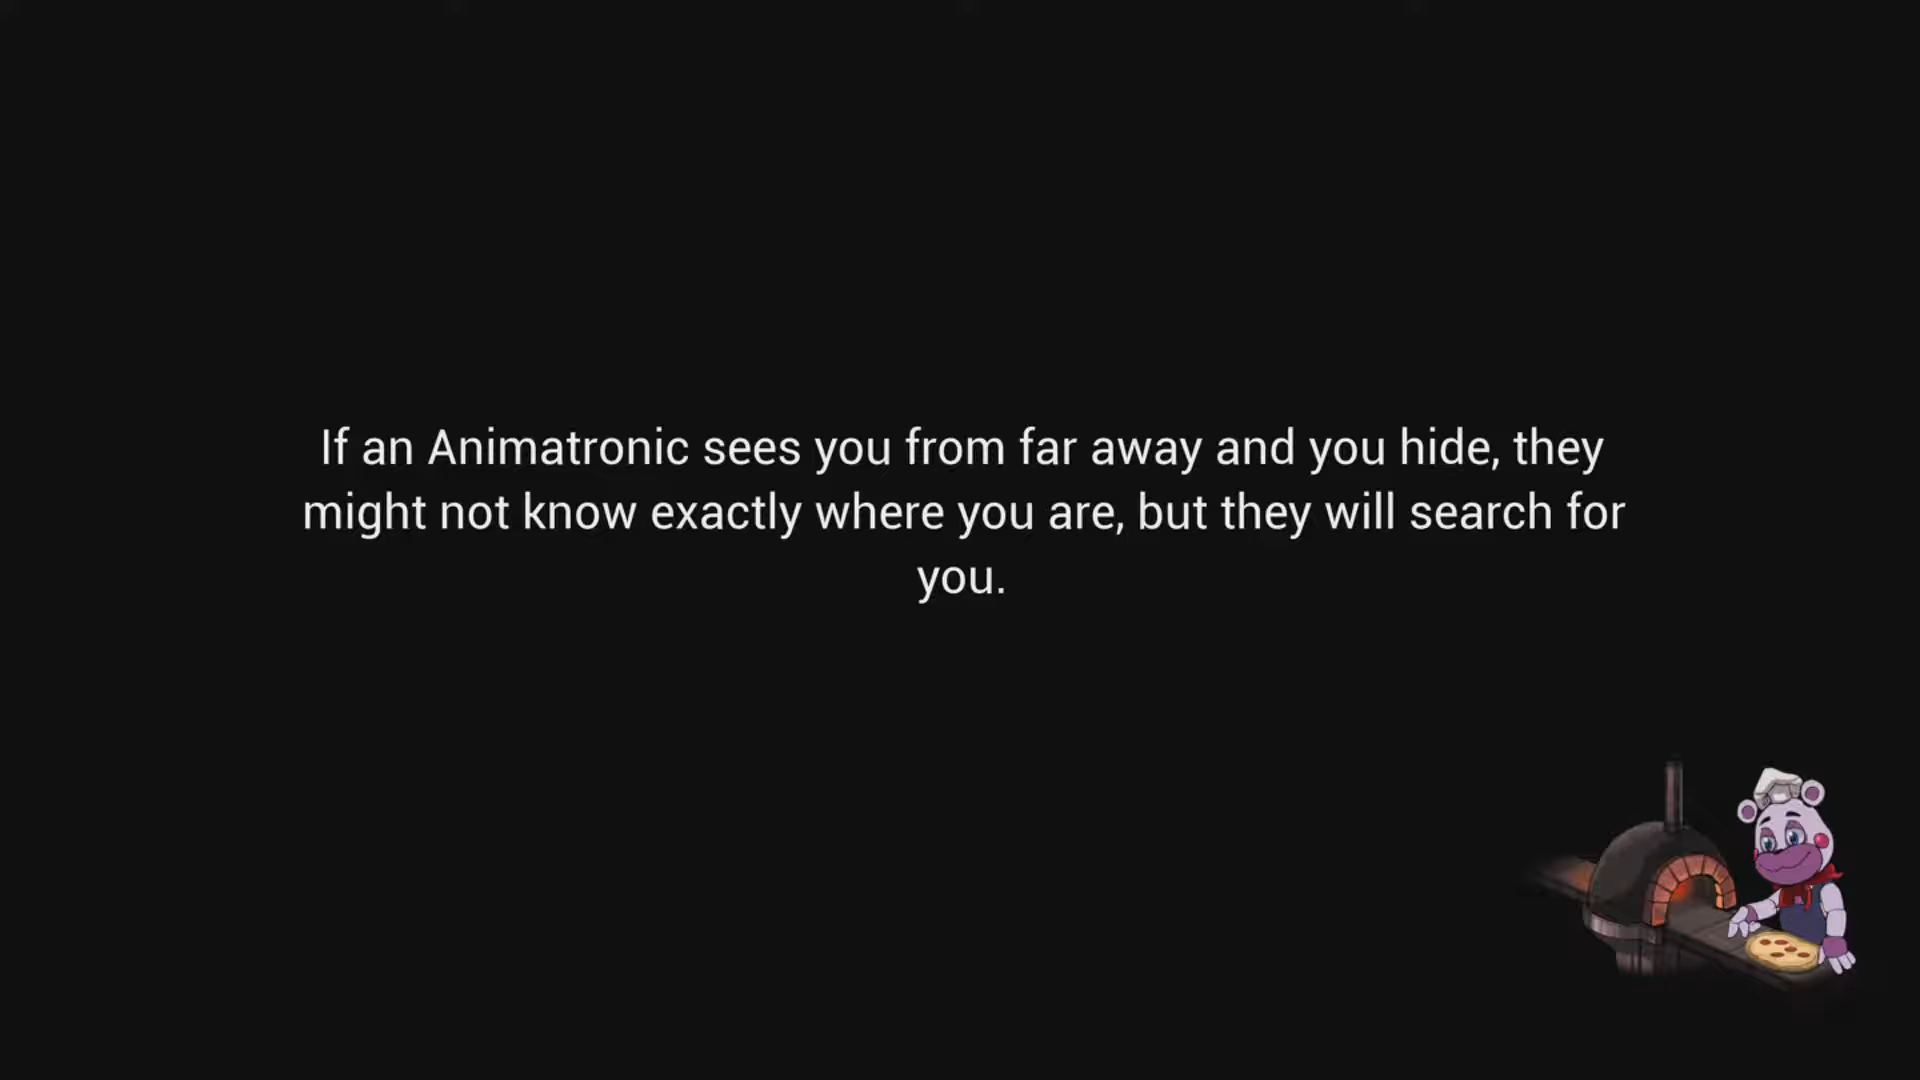 If an Animatronic sees you from far away and you hide, they
might not know exactly where you are, but they will search for
you.